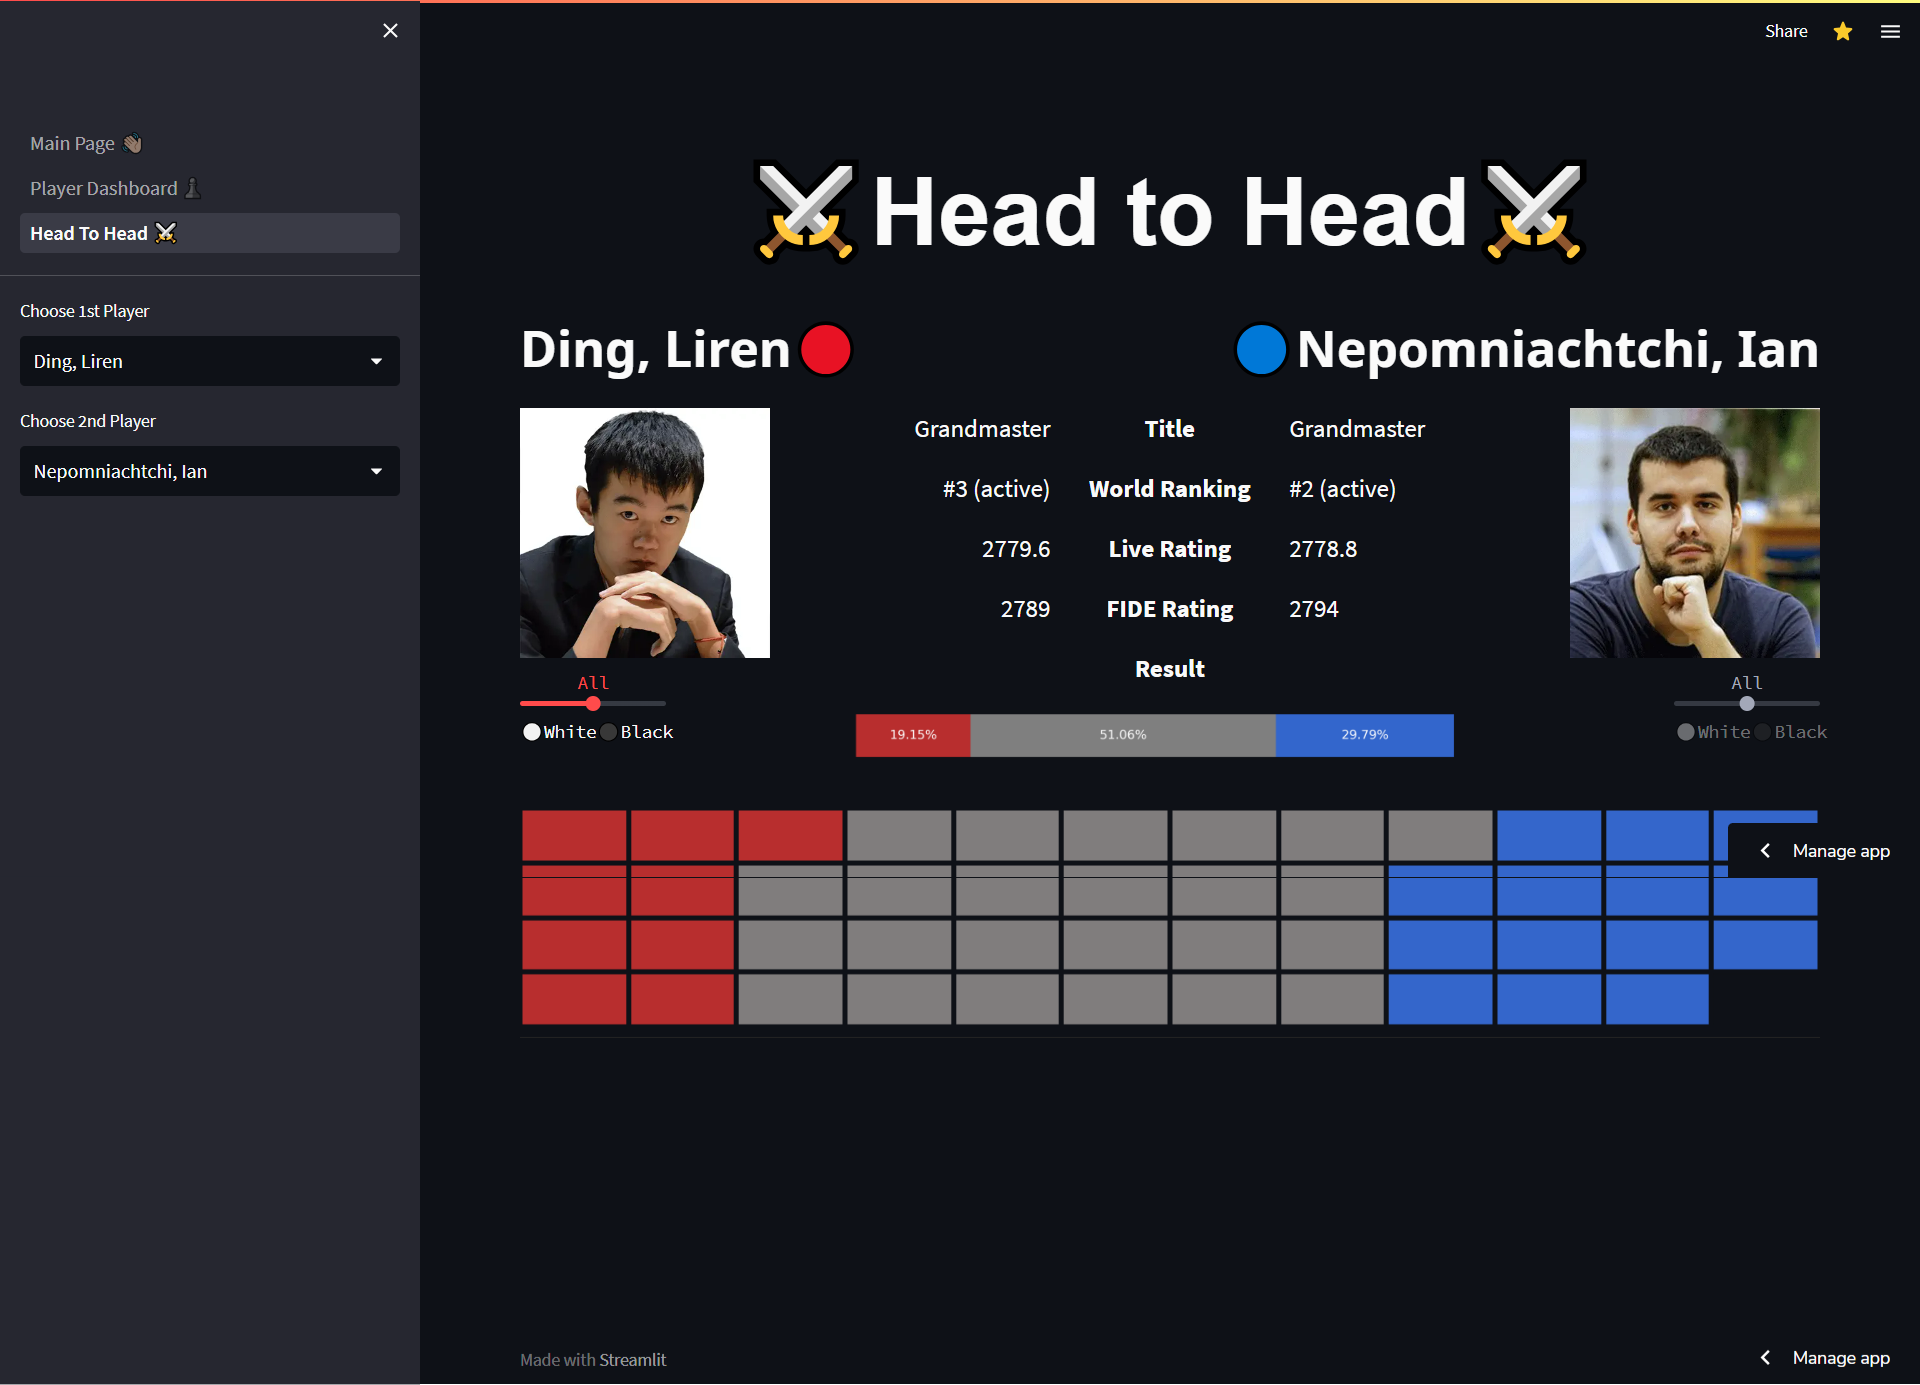 Share
Main Page
Player Dashboard
Head To Head
Choose 1st Player
Ding, Liren
Choose 2nd Player
Nepomniachtchi, Ian
Head to Head
Ding, Liren
Nepomniachtchi, Ian
Grandmaster Title Grandmaster
#3 (active) World Ranking #2 (active)
2779.6 Live Rating 2778.8
2789 FIDE Rating 2794
Result
All
White Black
All
White Black
19.15% 51.06% 29.79%
Manage app
Made with Streamlit
Manage app